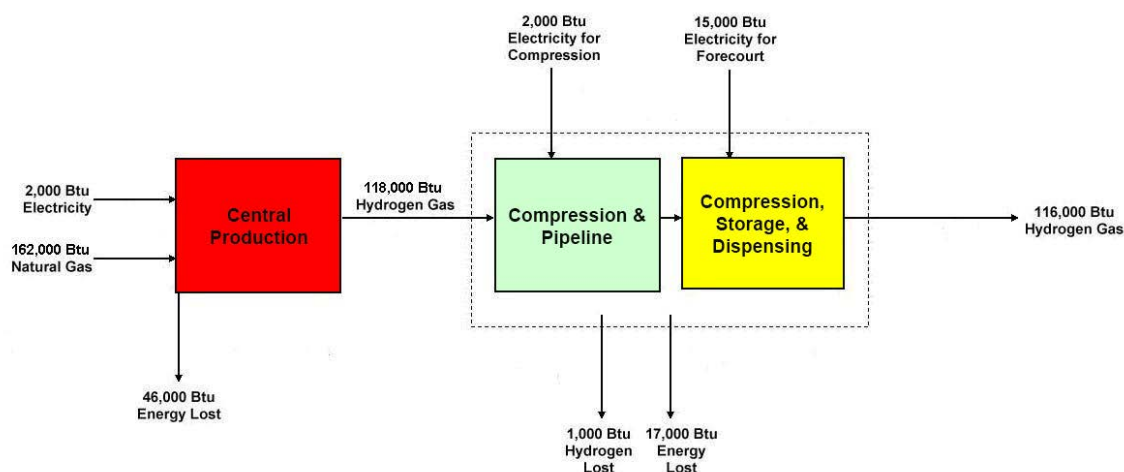 2,000 Btu
Electricity for
Compression
15,000 Btu
Electricity for
Forecourt
2,000 Btu
Electricity
162,000 Btu
Natural Gas
Central
Production
118,000 Btu
Hydrogen Gas
Compression &
Pipeline
Compression,
Storage, &
Dispensing
116,000 Btu
Hydrogen Gas
46,000 Btu
Energy Lost
1,000 Btu
Hydrogen
Lost
17,000 Btu
Energy
Lost